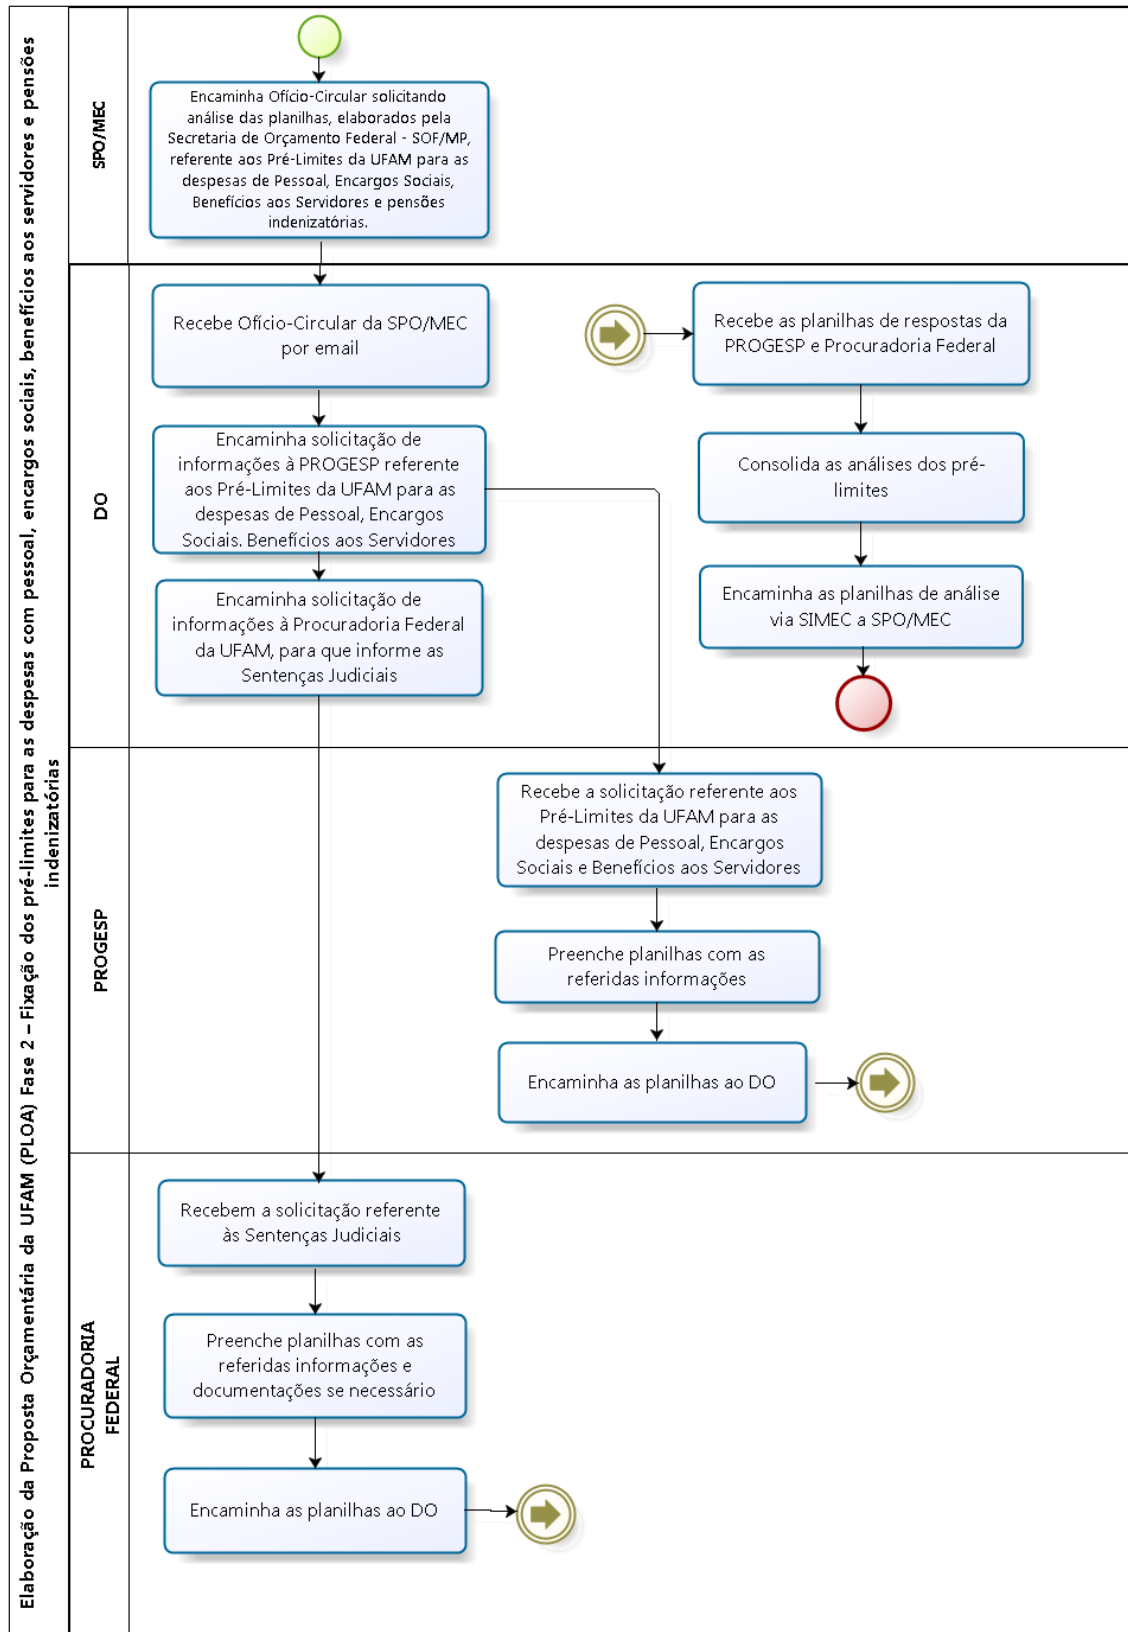 Elaboração da Proposta Orçamentária da UFAM (PLOA) Fase 2 – Fixação dos pré-limites para as despesas com pessoal, encargos sociais, benefícios aos servidores e pensões
indenizatórias
SPO/MEC
Encaminha Ofício-Circular solicitando
análise das planilhas, elaborados pela
Secretaria de Orçamento Federal - SOF/MP,
referente aos Pré-Limites da UFAM para as
despesas de Pessoal, Encargos Sociais,
Benefícios aos Servidores e pensões
indenizatórias.
DO
Recebe Ofício-Circular da SPO/MEC
por email
Encaminha solicitação de
informações à PROGESP referente
aos Pré-Limites da UFAM para as
despesas de Pessoal, Encargos
Sociais. Benefícios aos Servidores
Encaminha solicitação de
informações à Procuradoria Federal
da UFAM, para que informe as
Sentenças Judiciais
Recebe as planilhas de respostas da
PROGESP e Procuradoria Federal
Consolida as análises dos pré-
limites
Encaminha as planilhas de análise
via SIMEC a SPO/MEC
PROGESP
Recebe a solicitação referente aos
Pré-Limites da UFAM para as
despesas de Pessoal, Encargos
Sociais e Benefícios aos Servidores
Preenche planilhas com as
referidas informações
Encaminha as planilhas ao DO
PROCURADORIA
FEDERAL
Recebem a solicitação referente
às Sentenças Judiciais
Preenche planilhas com as
referidas informações e
documentações se necessário
Encaminha as planilhas ao DO